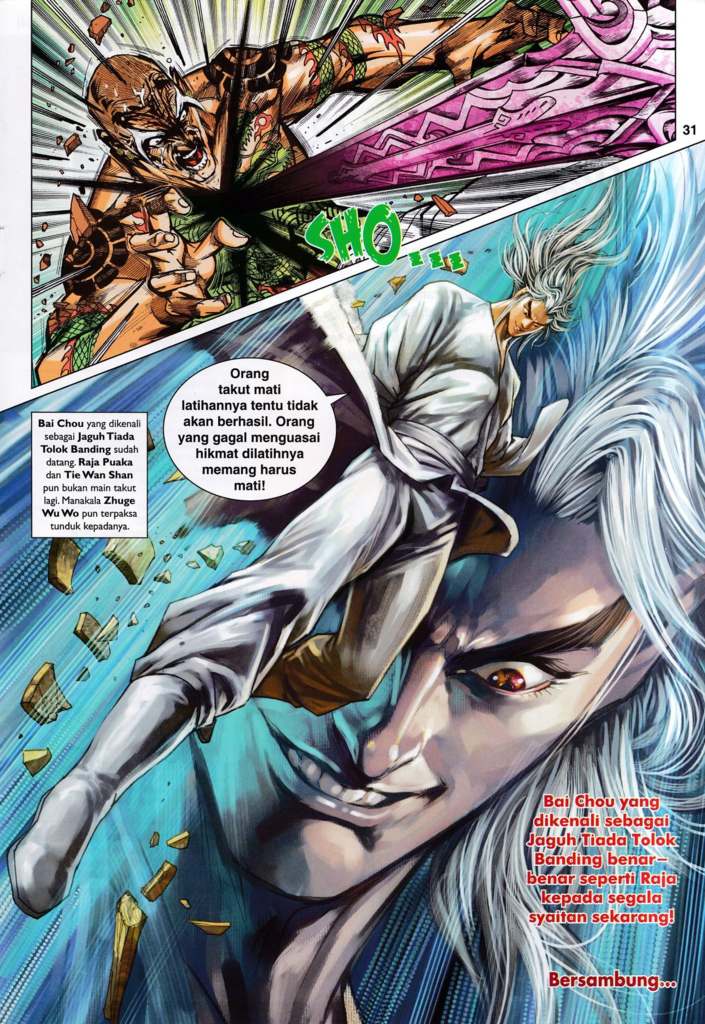 31
SHO
zzz
Orang
takut mati
latihannya tentu tidak
akan berhasil. Orang
yang gagal menguasai
hikmat dilatihnya
memang harus
mati!
Bai Chou yang dikenali
sebagai Jaguh Tiada
Tolok Banding sudah
datang. Raja Puaka
dan Tie Wan Shan
pun bukan main takut
lagi. Manakala Zhuge
Wu Wo pun terpaksa
tunduk kepadanya.
Bai Chou yang
dikenali sebagai
Jaguh Tiada Tolok
Banding benar-
benar seperti Raja
kepada segala
syaitan sekarang!
Bersambung...